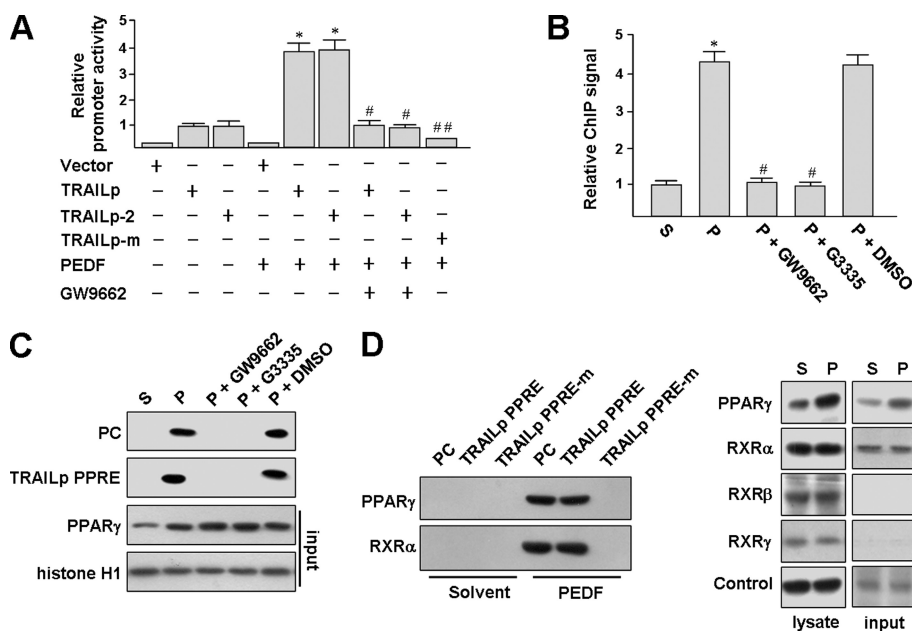 A
Relative promoter activity
5
4
3
2
1
* * # # ##
Vector + − − + − − − − −
TRAILp − + − − + − + − −
TRAILp-2 − − + − − + − + −
TRAILp-m − − − − − − − − +
PEDF − − − + + + + + +
GW9662 − − − − − − + + −
B
Relative ChIP signal
5
4
3
2
1
* # #
S P P + GW9662 P + G3335 P + DMSO
C
S P P + GW9662 P + G3335 P + DMSO
PC
TRAILp PPRE
PPARγ
histone H1
input
D
PC TRAILp PPRE TRAILp PPRE-m PC TRAILp PPRE TRAILp PPRE-m
PPARγ
RXRα
Solvent PEDF
S P S P
PPARγ
RXRα
RXRβ
RXRγ
Control
lysate input